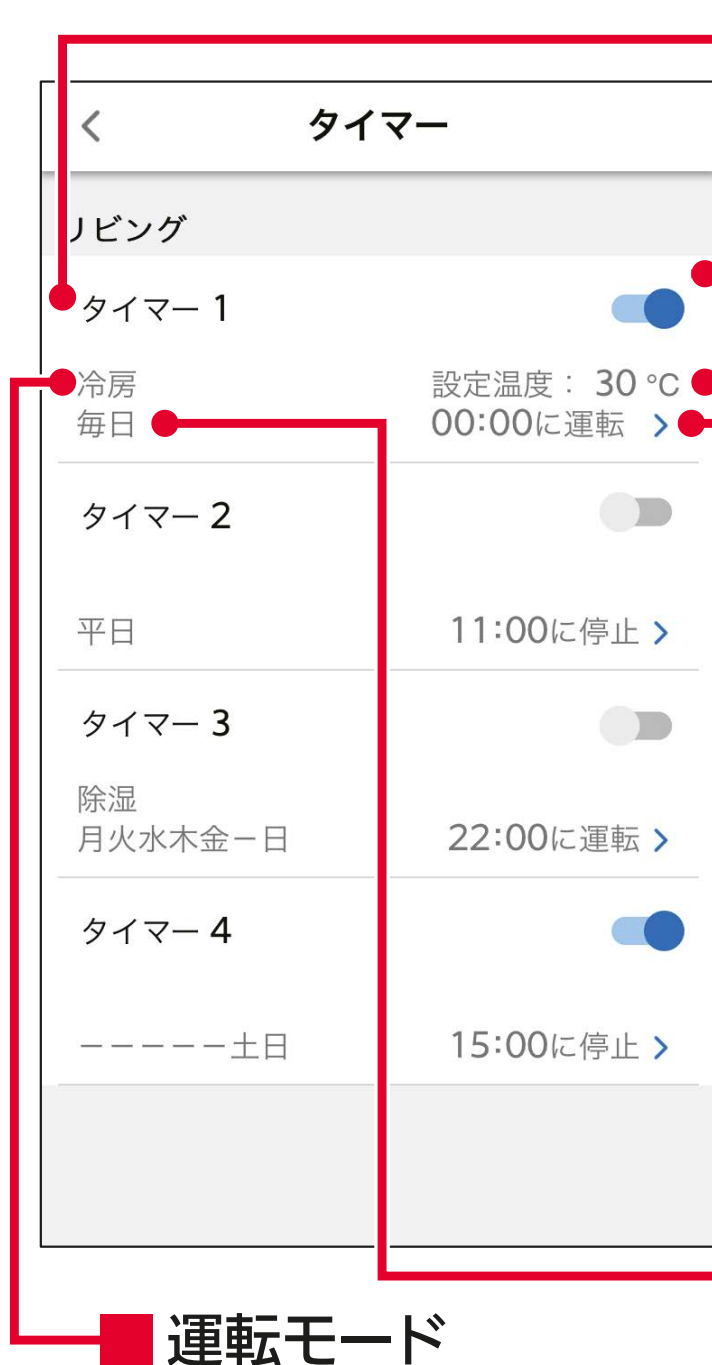 タイマー
リビング
タイマー 1
冷房 設定温度： 30 ℃
毎日 00:00に運転
タイマー 2
平日 11:00に停止
タイマー 3
除湿
月火水木金ー日 22:00に運転
タイマー 4
ーーーーー土日 15:00に停止
運転モード